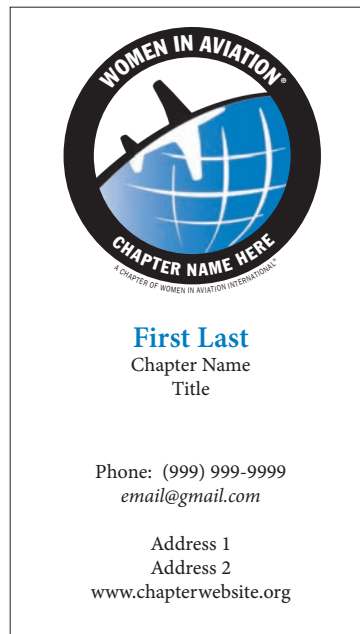 WOMEN IN AVIATION®
CHAPTER NAME HERE
A CHAPTER OF WOMEN IN AVIATION INTERNATIONAL®
First Last
Chapter Name
Title
Phone: (999) 999-9999
email@gmail.com
Address 1
Address 2
www.chapterwebsite.org